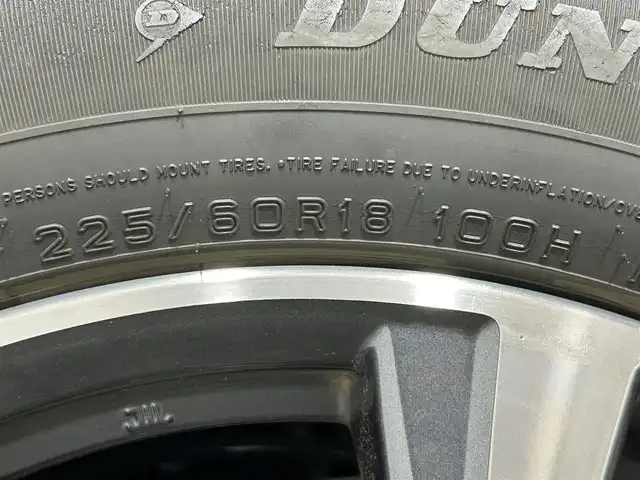 DUN
PERSONS SHOULD MOUNT TIRES. •TIRE FAILURE DUE TO UNDERINFLATION/OVE
225/60R18 100H
JWL